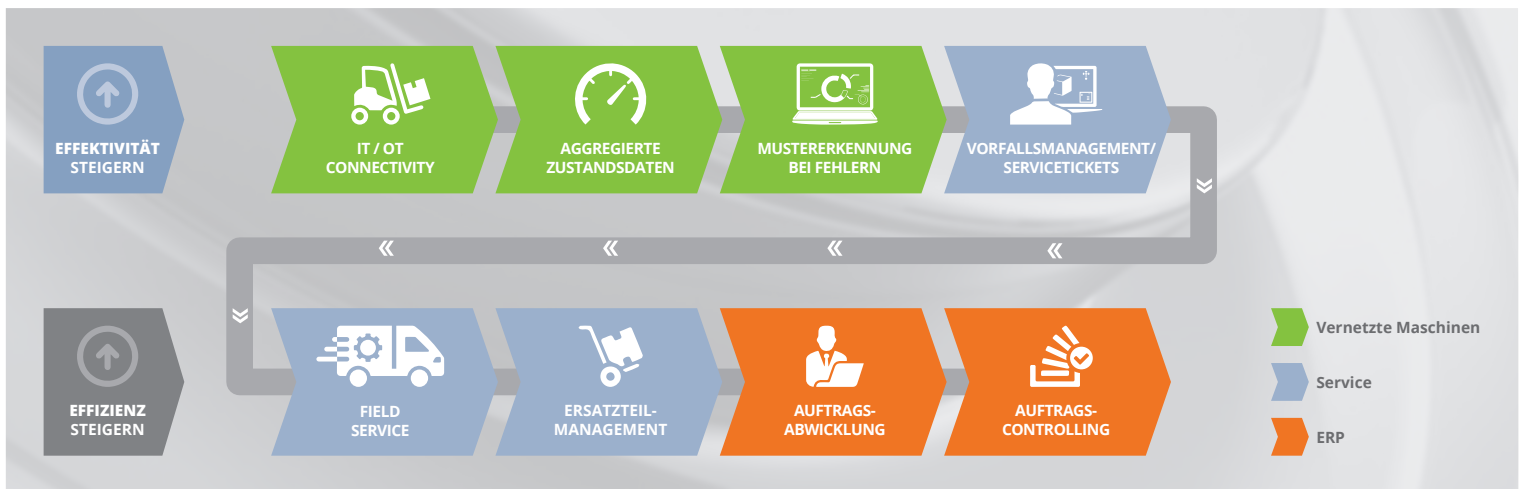 EFFEKTIVITÄT
STEIGERN
IT / OT
CONNECTIVITY
AGGREGIERTE
ZUSTANDSDATEN
MUSTERERKENNUNG
BEI FEHLERN
VORFALLSMANAGEMENT/
SERVICETICKETS
EFFIZIENZ
STEIGERN
FIELD
SERVICE
ERSATZTEIL-
MANAGEMENT
AUFTRAGS-
ABWICKLUNG
AUFTRAGS-
CONTROLLING
Vernetzte Maschinen
Service
ERP